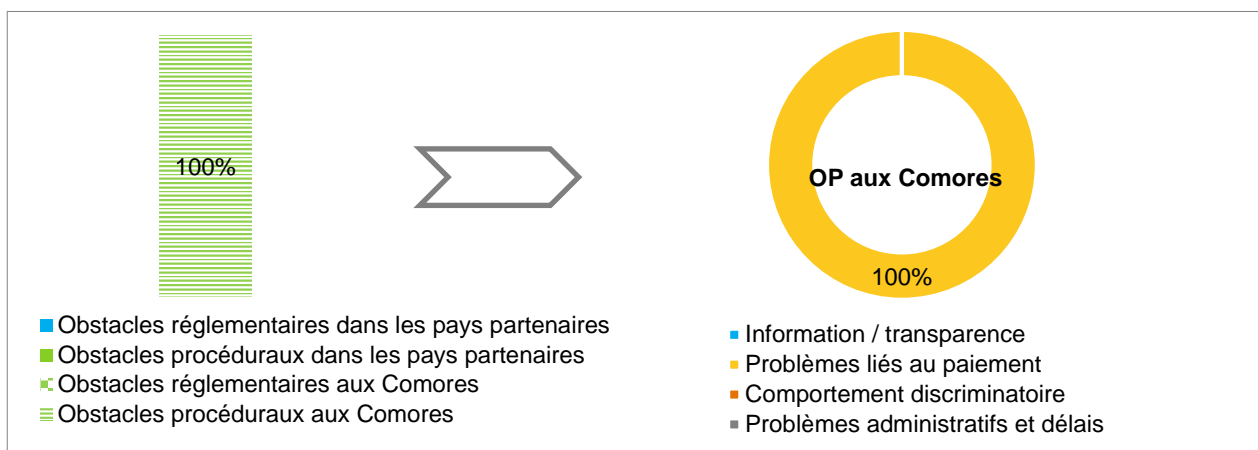 100%
Obstacles réglementaires dans les pays partenaires
Obstacles procéduraux dans les pays partenaires
Obstacles réglementaires aux Comores
Obstacles procéduraux aux Comores
OP aux Comores
100%
Information / transparence
Problèmes liés au paiement
Comportement discriminatoire
Problèmes administratifs et délais